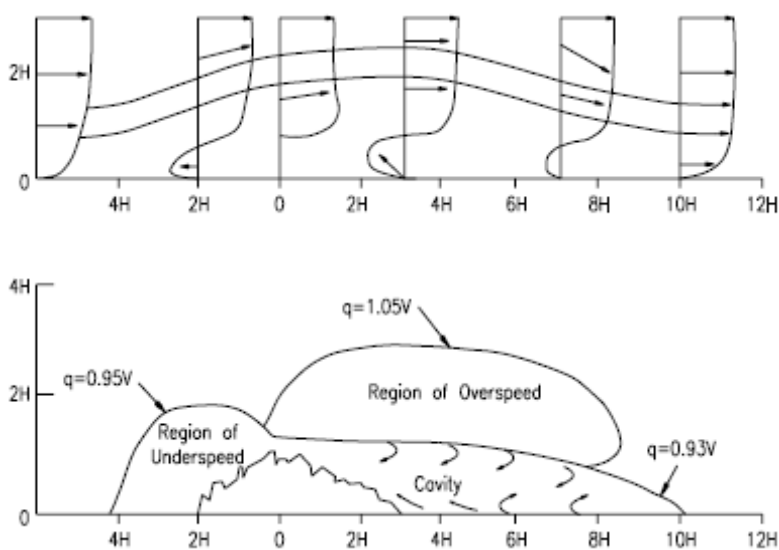 2H
0
4H 2H 0 2H 4H 6H 8H 10H 12H
4H
q=1.05V
q=0.95V
2H
Region of Overspeed
Region of
Underspeed
q=0.93V
Cavity
0
4H 2H 0 2H 4H 6H 8H 10H 12H